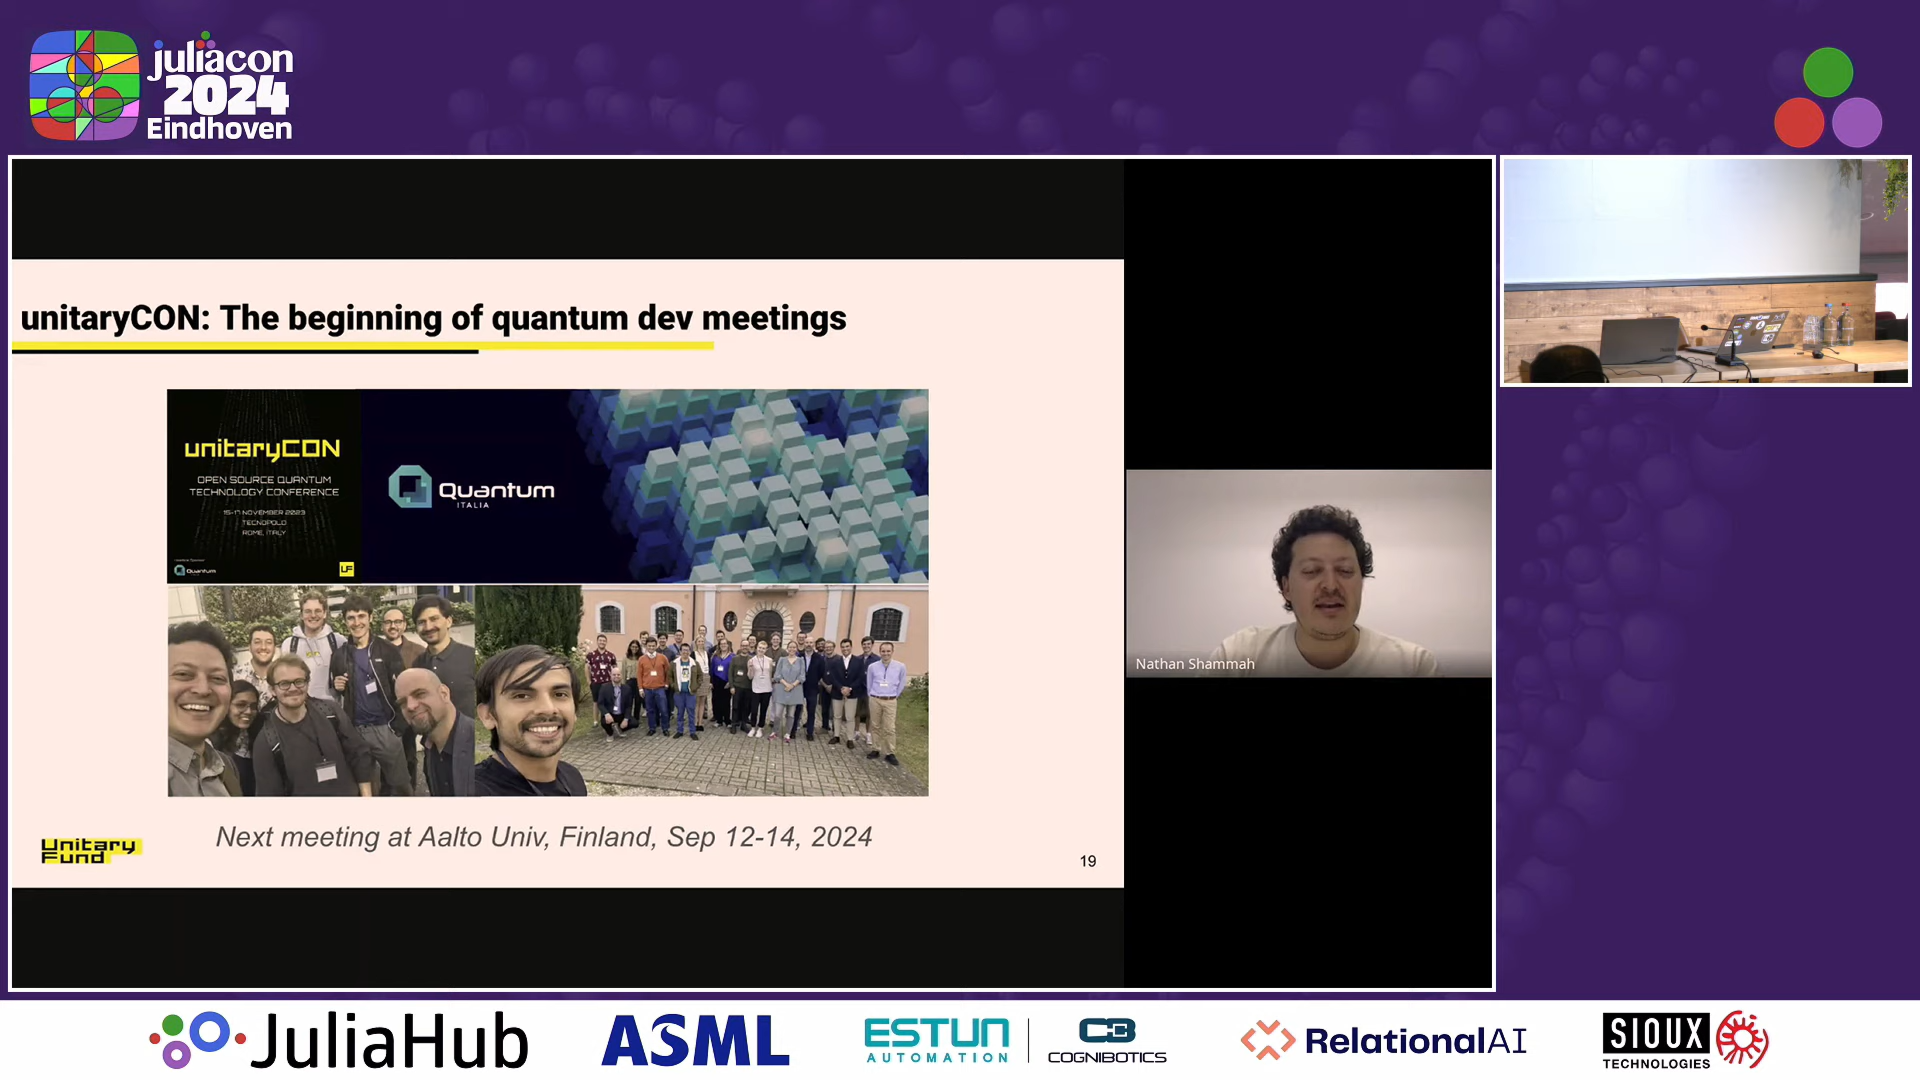 juliacon
2024
Eindhoven
unitaryCON: The beginning of quantum dev meetings
unitaryCON
OPEN SOURCE QUANTUM
TECHNOLOGY CONFERENCE
15-17 NOVEMBER 2023
TECNOPOLO
ROME, ITALY
Quantum
UF
Quantum
ITALIA
Next meeting at Aalto Univ, Finland, Sep 12-14, 2024
Unitary
Fund
19
Nathan Shammah
JuliaHub
ASML
ESTUN
AUTOMATION
COGNIBOTICS
RelationalAI
SIOUX
TECHNOLOGIES